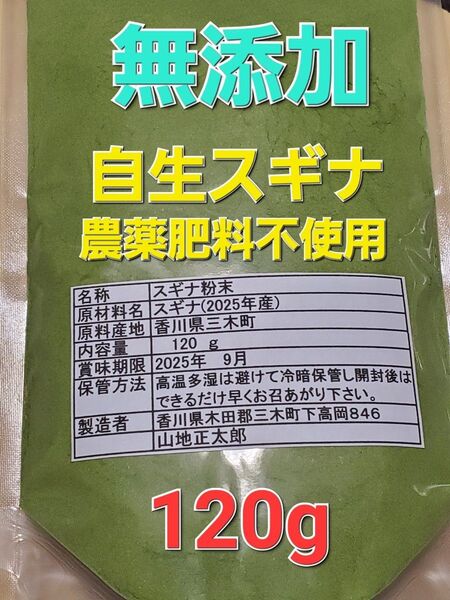 無添加
自生スギナ
農薬肥料不使用
名称 スギナ粉末
原材料名 スギナ(2025年産)
原料産地 香川県三木町
内容量 120 g
賞味期限 2025年 9月
保管方法 高温多湿は避けて冷暗保管し開封後は
できるだけ早くお召あがり下さい。
製造者 香川県木田郡三木町下高岡846
山地正太郎
120g